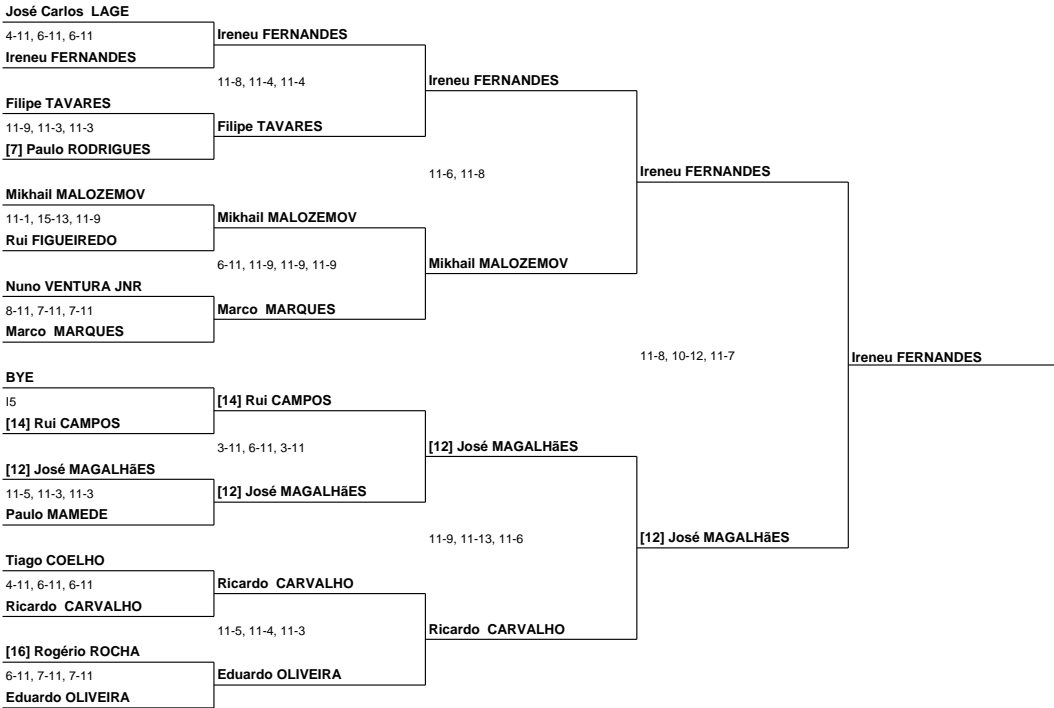 José Carlos  LAGE
4-11, 6-11, 6-11
Ireneu FERNANDES
Filipe TAVARES
11-9, 11-3, 11-3
[7] Paulo RODRIGUES
Mikhail MALOZEMOV
11-1, 15-13, 11-9
Rui FIGUEIREDO
Nuno VENTURA JNR
8-11, 7-11, 7-11
Marco  MARQUES
BYE
I5
[14] Rui CAMPOS
[12] José MAGALHãES
11-5, 11-3, 11-3
Paulo MAMEDE
Tiago COELHO
4-11, 6-11, 6-11
Ricardo  CARVALHO
[16] Rogério ROCHA
6-11, 7-11, 7-11
Eduardo OLIVEIRA
Ireneu FERNANDES
11-8, 11-4, 11-4
Filipe TAVARES
Mikhail MALOZEMOV
6-11, 11-9, 11-9, 11-9
Marco  MARQUES
[14] Rui CAMPOS
3-11, 6-11, 3-11
[12] José MAGALHãES
Ricardo  CARVALHO
11-5, 11-4, 11-3
Eduardo OLIVEIRA
Ireneu FERNANDES
11-6, 11-8
Mikhail MALOZEMOV
[12] José MAGALHãES
11-9, 11-13, 11-6
Ricardo  CARVALHO
Ireneu FERNANDES
11-8, 10-12, 11-7
[12] José MAGALHãES
Ireneu FERNANDES